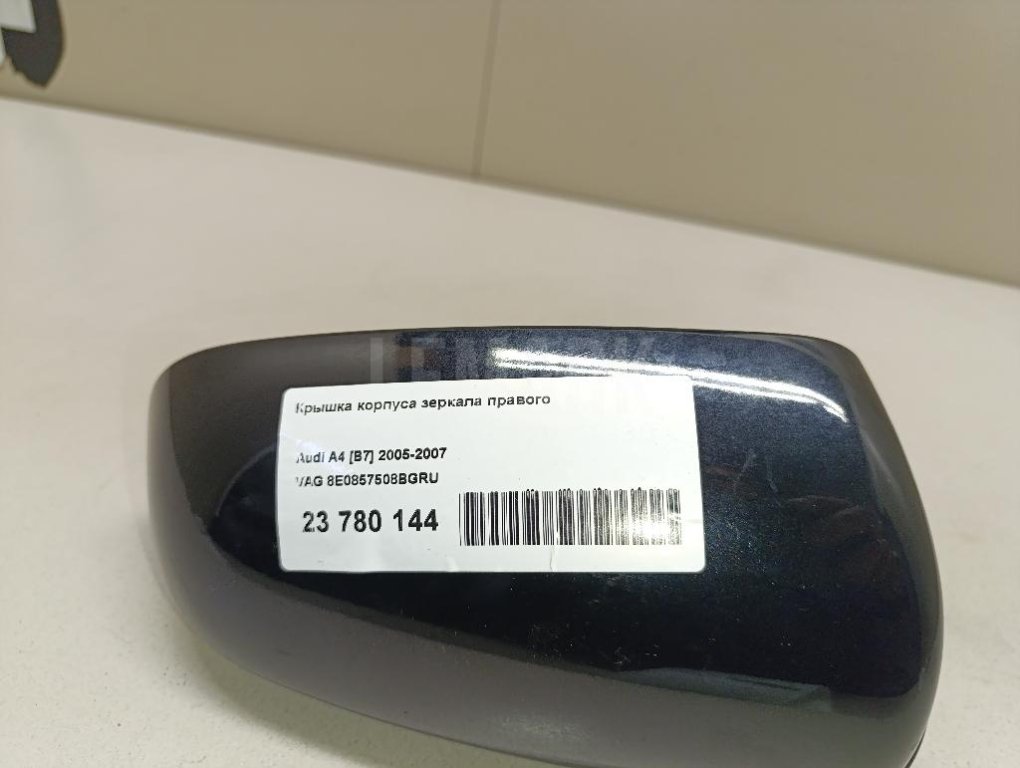 Крышка корпуса зеркала правого
Audi A4 [B7] 2005-2007
VAG 8E0857508BGRU
23 780 144